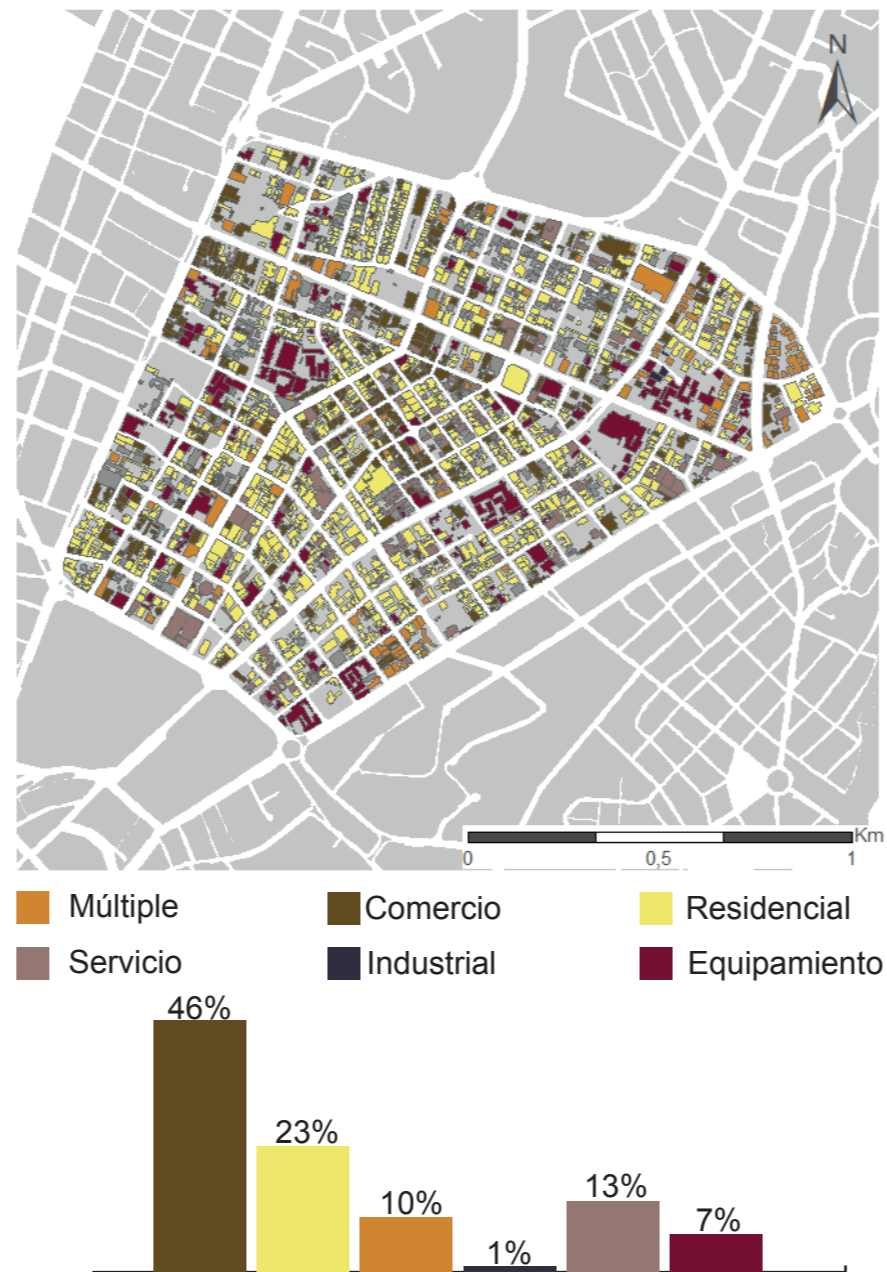 N
Km
0 0,5 1
Múltiple Comercio Residencial
Servicio Industrial Equipamiento
46%
23%
10%
1%
13%
7%